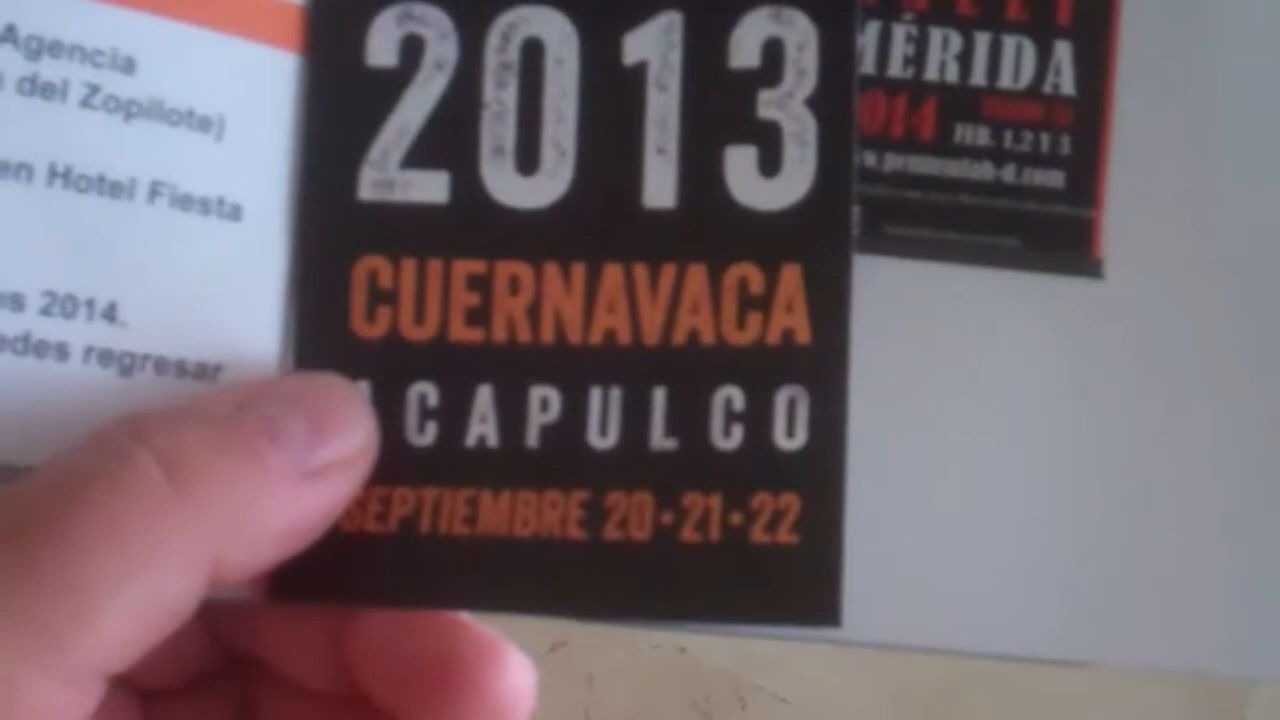 Agencia
del Zopilote)
en Hotel Fiesta
2014.
regresar
2013
CUERNAVACA
ACAPULCO
SEPTIEMBRE 20·21·22
MÉRIDA
2014
FEB. 1,2 Y 3